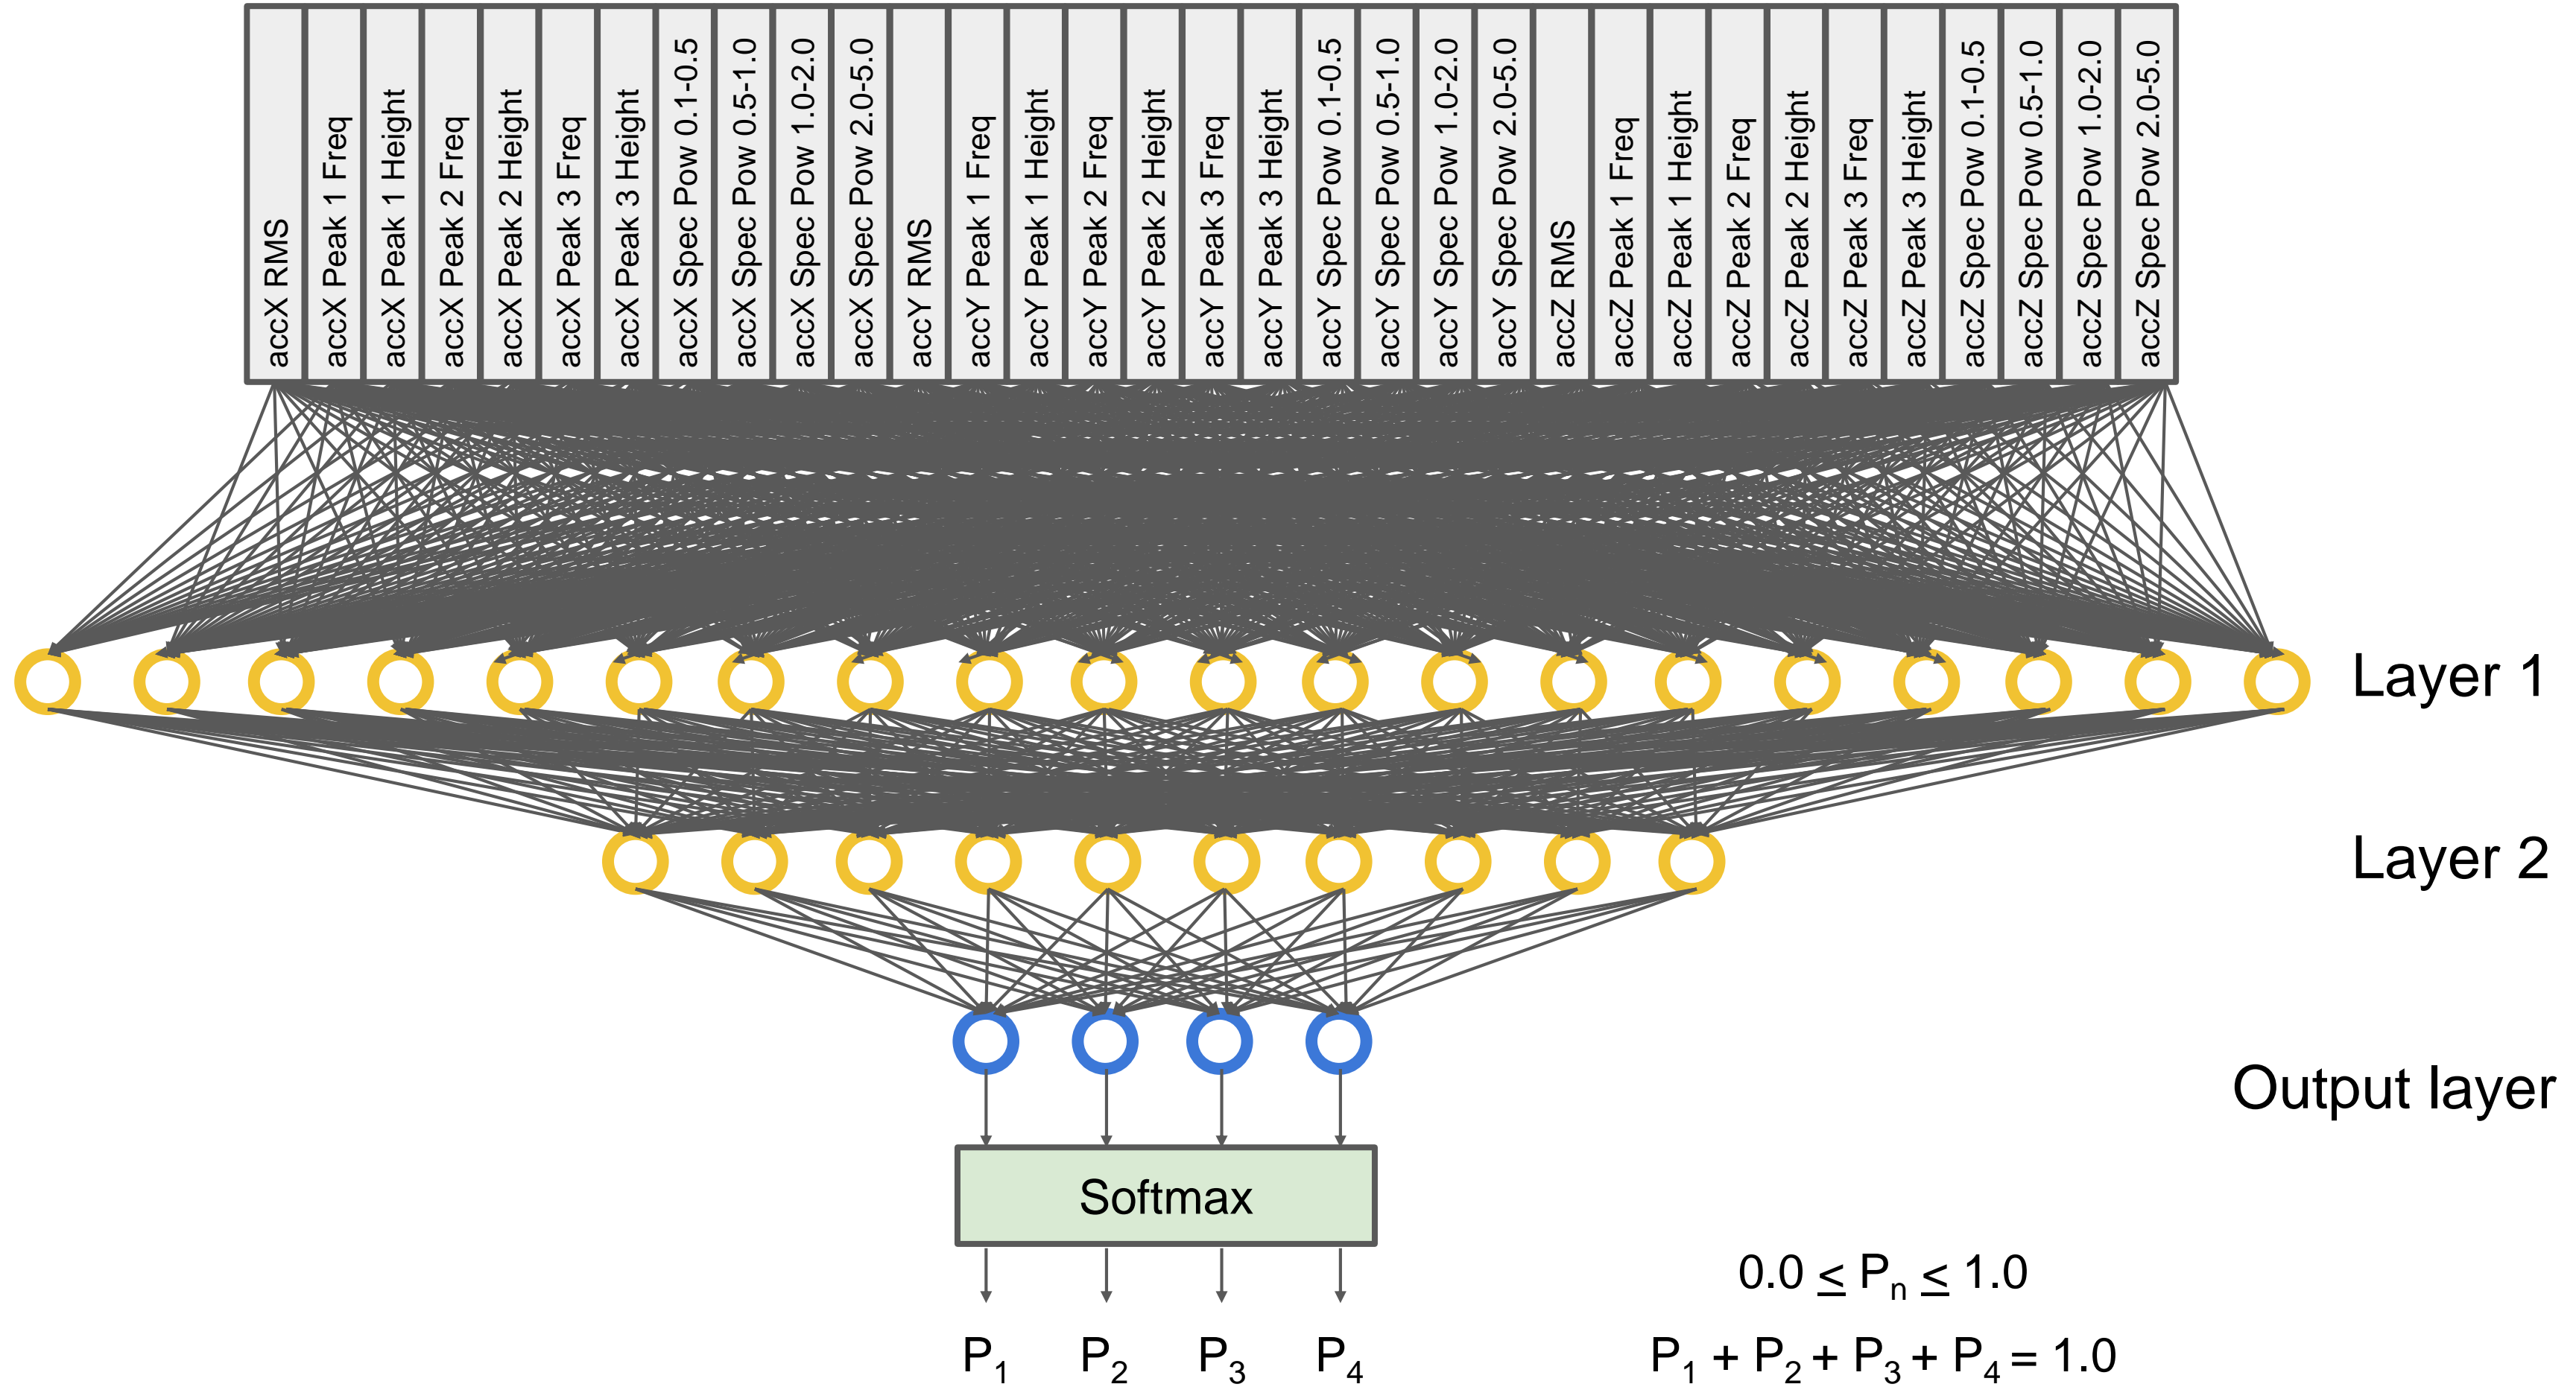 accX RMS
accX Peak 1 Freq
accX Peak 1 Height
accX Peak 2 Freq
accX Peak 2 Height
accX Peak 3 Freq
accX Peak 3 Height
accX Spec Pow 0.1-0.5
accX Spec Pow 0.5-1.0
accX Spec Pow 1.0-2.0
accX Spec Pow 2.0-5.0
accY RMS
accY Peak 1 Freq
accY Peak 1 Height
accY Peak 2 Freq
accY Peak 2 Height
accY Peak 3 Freq
accY Peak 3 Height
accY Spec Pow 0.1-0.5
accY Spec Pow 0.5-1.0
accY Spec Pow 1.0-2.0
accY Spec Pow 2.0-5.0
accZ RMS
accZ Peak 1 Freq
accZ Peak 1 Height
accZ Peak 2 Freq
accZ Peak 2 Height
accZ Peak 3 Freq
accZ Peak 3 Height
accZ Spec Pow 0.1-0.5
accZ Spec Pow 0.5-1.0
accZ Spec Pow 1.0-2.0
accZ Spec Pow 2.0-5.0
Layer 1
Layer 2
Output layer
Softmax
0.0 ≤ Pₙ ≤ 1.0
P₁ P₂ P₃ P₄
P₁ + P₂ + P₃ + P₄ = 1.0